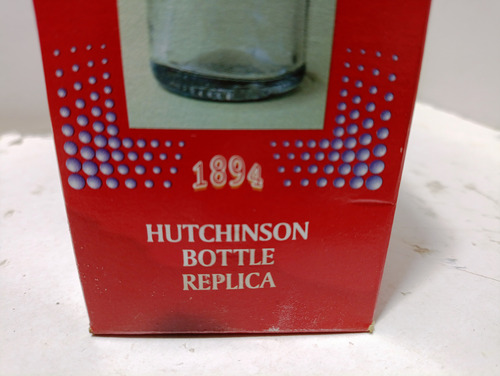 1894
HUTCHINSON
BOTTLE
REPLICA